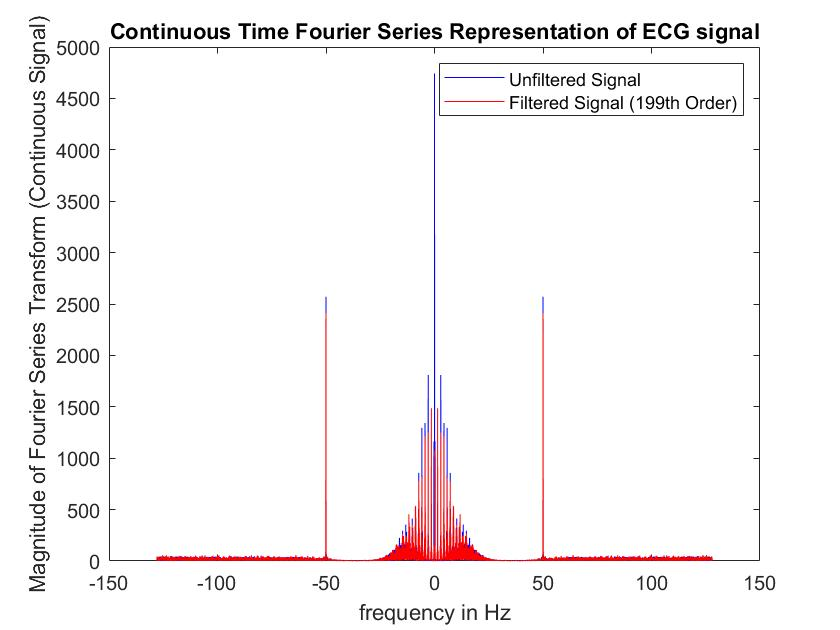 Continuous Time Fourier Series Representation of ECG signal
Magnitude of Fourier Series Transform (Continuous Signal)
5000
4500
4000
3500
3000
2500
2000
1500
1000
500
0
Unfiltered Signal
Filtered Signal (199th Order)
-150 -100 -50 0 50 100 150
frequency in Hz